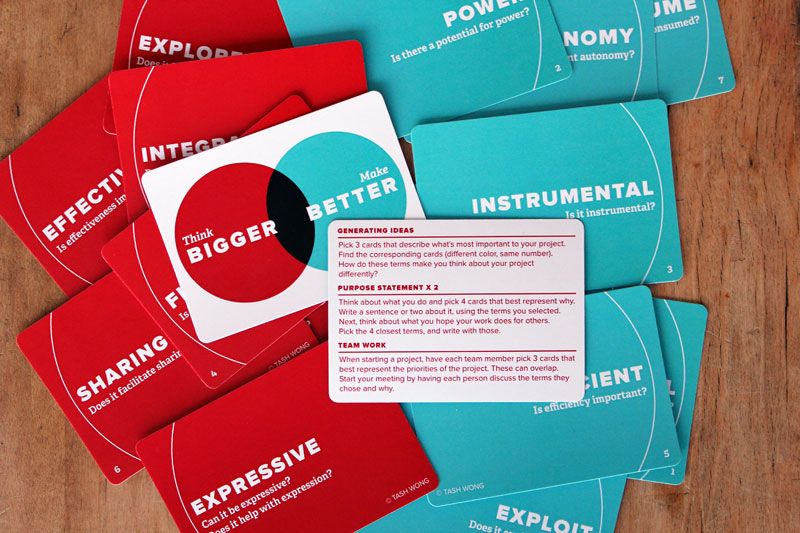 EXPLORE
Does it
POWER
Is there a potential for power?
2
NOMY
nt autonomy?
UME
onsumed?
7
INTEGRA
EFFECTIV
Is effectiveness im
Think
BIGGER
Make
BETTER
INSTRUMENTAL
Is it instrumental?
3
GENERATING IDEAS
Pick 3 cards that describe what's most important to your project.
Find the corresponding cards (different color, same number).
How do these terms make you think about your project
differently?
PURPOSE STATEMENT X 2
Think about what you do and pick 4 cards that best represent why.
Write a sentence or two about it, using the terms you selected.
Next, think about what you hope your work does for others.
Pick the 4 closest terms, and write with those.
TEAM WORK
When starting a project, have each team member pick 3 cards that
best represent the priorities of the project. These can overlap.
Start your meeting by having each person discuss the terms they
chose and why.
4
© TASH WONG
SHARING
Does it facilitate sharin
6
CIENT
Is efficiency important?
5
© TASH WONG
1
EXPRESSIVE
Can it be expressive?
Does it help with expression?
© TASH WONG
EXPLOIT